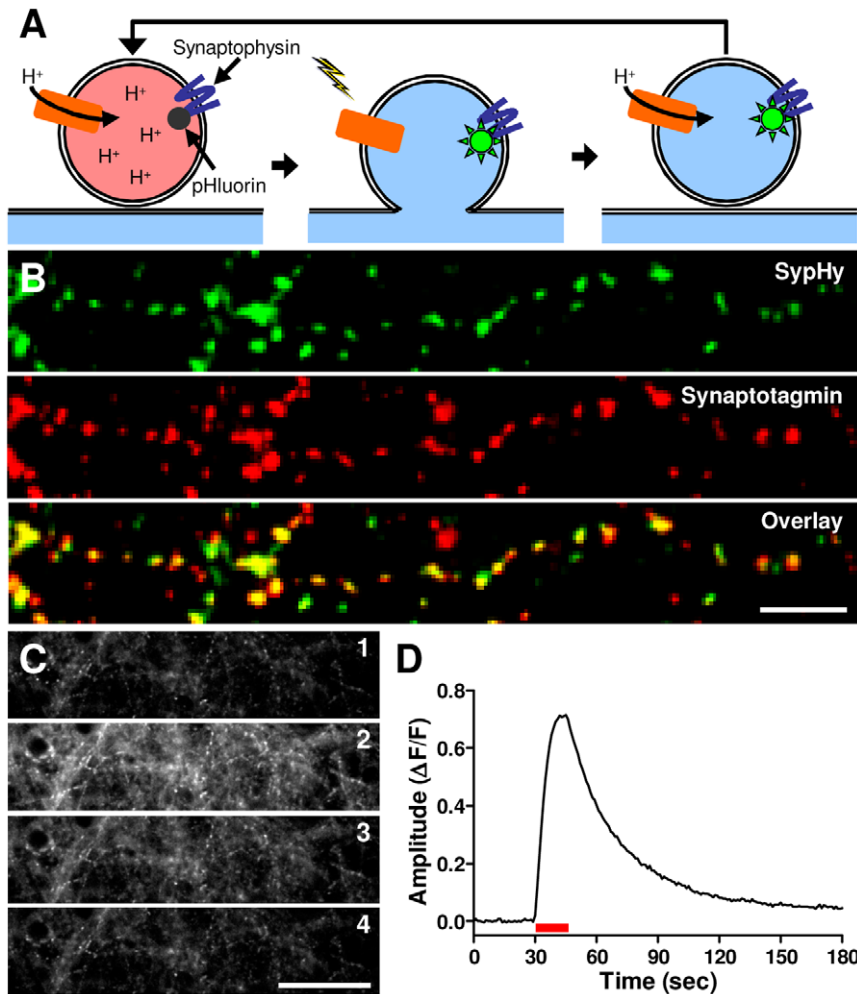 A
Synaptophysin
H⁺
H⁺
H⁺
H⁺
H⁺
pHluorin
H⁺
B
SypHy
Synaptotagmin
Overlay
C
1
2
3
4
D
Amplitude (ΔF/F)
0.8
0.6
0.4
0.2
0.0
0 30 60 90 120 150 180
Time (sec)